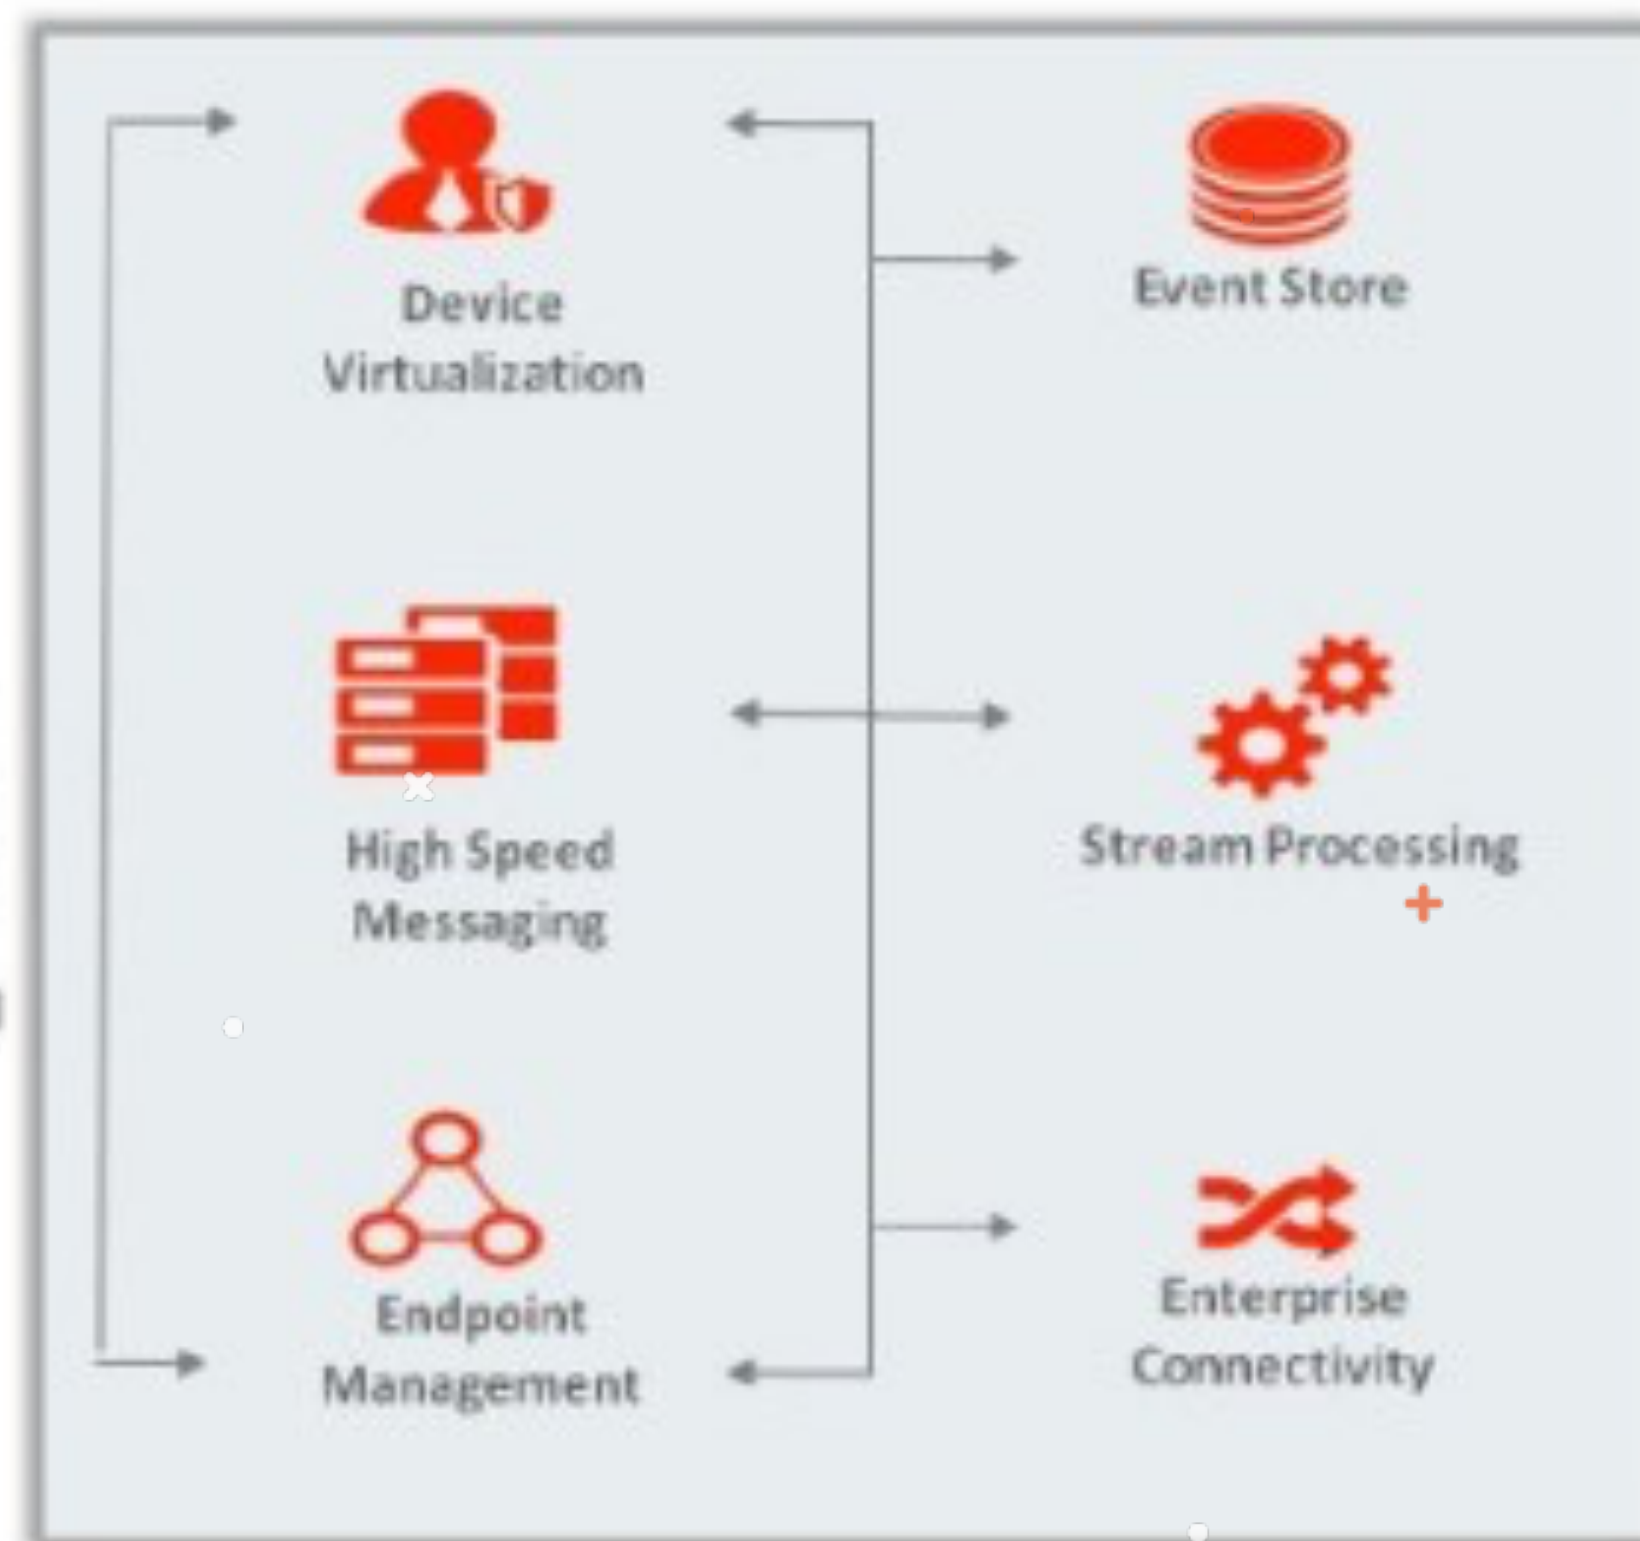 Device
Virtualization
Event Store
High Speed
Messaging
Stream Processing
Endpoint
Management
Enterprise
Connectivity